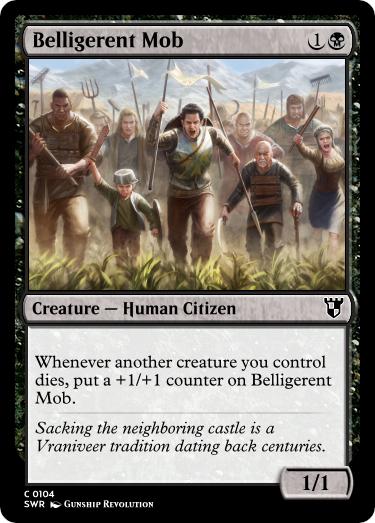 Belligerent Mob 1
Creature — Human Citizen
Whenever another creature you control
dies, put a +1/+1 counter on Belligerent
Mob.
Sacking the neighboring castle is a
Vraniveer tradition dating back centuries.
1/1
C 0104
SWR Gunship Revolution